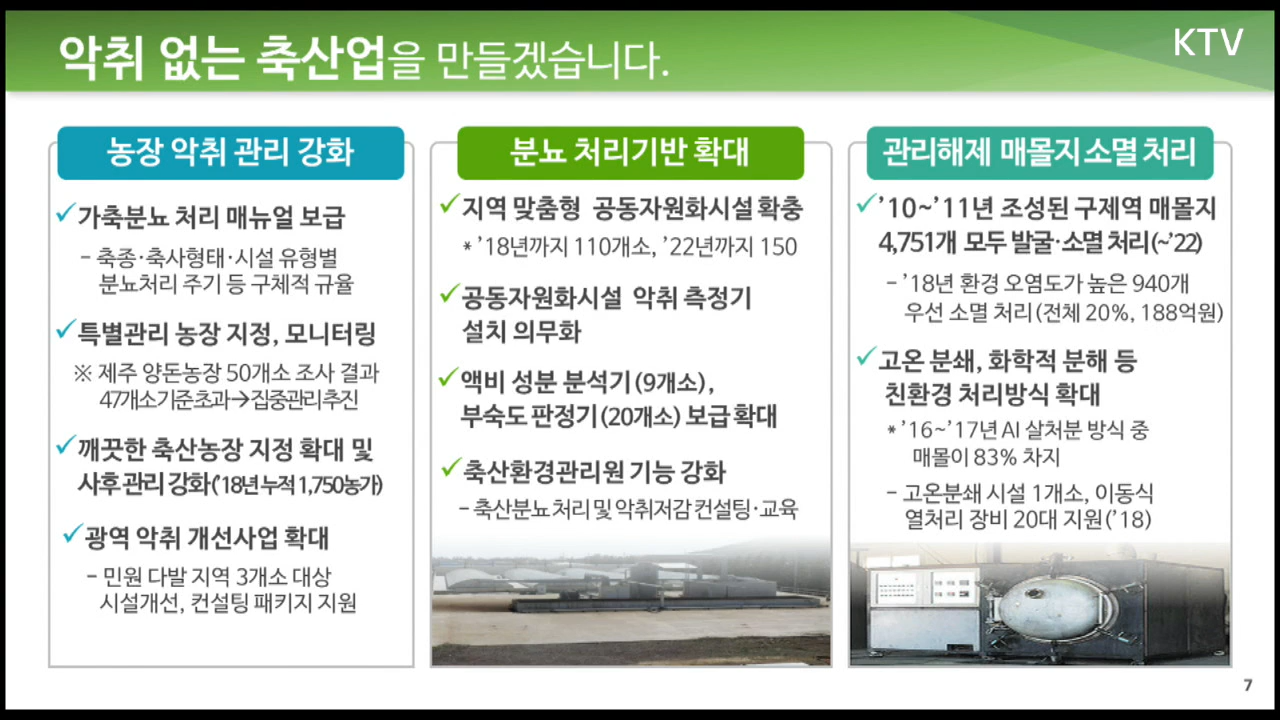 악취 없는 축산업을 만들겠습니다.
KTV
농장 악취 관리 강화
가축분뇨 처리 매뉴얼 보급
- 축종·축사형태·시설 유형별
분뇨처리 주기 등 구체적 규율
특별관리 농장 지정, 모니터링
※ 제주 양돈농장 50개소 조사 결과
47개소기준초과→집중관리추진
깨끗한 축산농장 지정 확대 및
사후 관리 강화('18년 누적 1,750농가)
광역 악취 개선사업 확대
- 민원 다발 지역 3개소 대상
시설개선, 컨설팅 패키지 지원
분뇨 처리기반 확대
지역 맞춤형 공동자원화시설 확충
* ’18년까지 110개소, ’22년까지 150
공동자원화시설 악취 측정기
설치 의무화
액비 성분 분석기(9개소),
부숙도 판정기(20개소) 보급 확대
축산환경관리원 기능 강화
- 축산분뇨 처리 및 악취저감 컨설팅·교육
관리해제 매몰지 소멸 처리
’10~’11년 조성된 구제역 매몰지
4,751개 모두 발굴·소멸 처리(~’22)
- ’18년 환경 오염도가 높은 940개
우선 소멸 처리(전체 20%, 188억원)
고온 분쇄, 화학적 분해 등
친환경 처리방식 확대
* ’16~’17년 AI 살처분 방식 중
매몰이 83% 차지
- 고온분쇄 시설 1개소, 이동식
열처리 장비 20대 지원(’18)
7